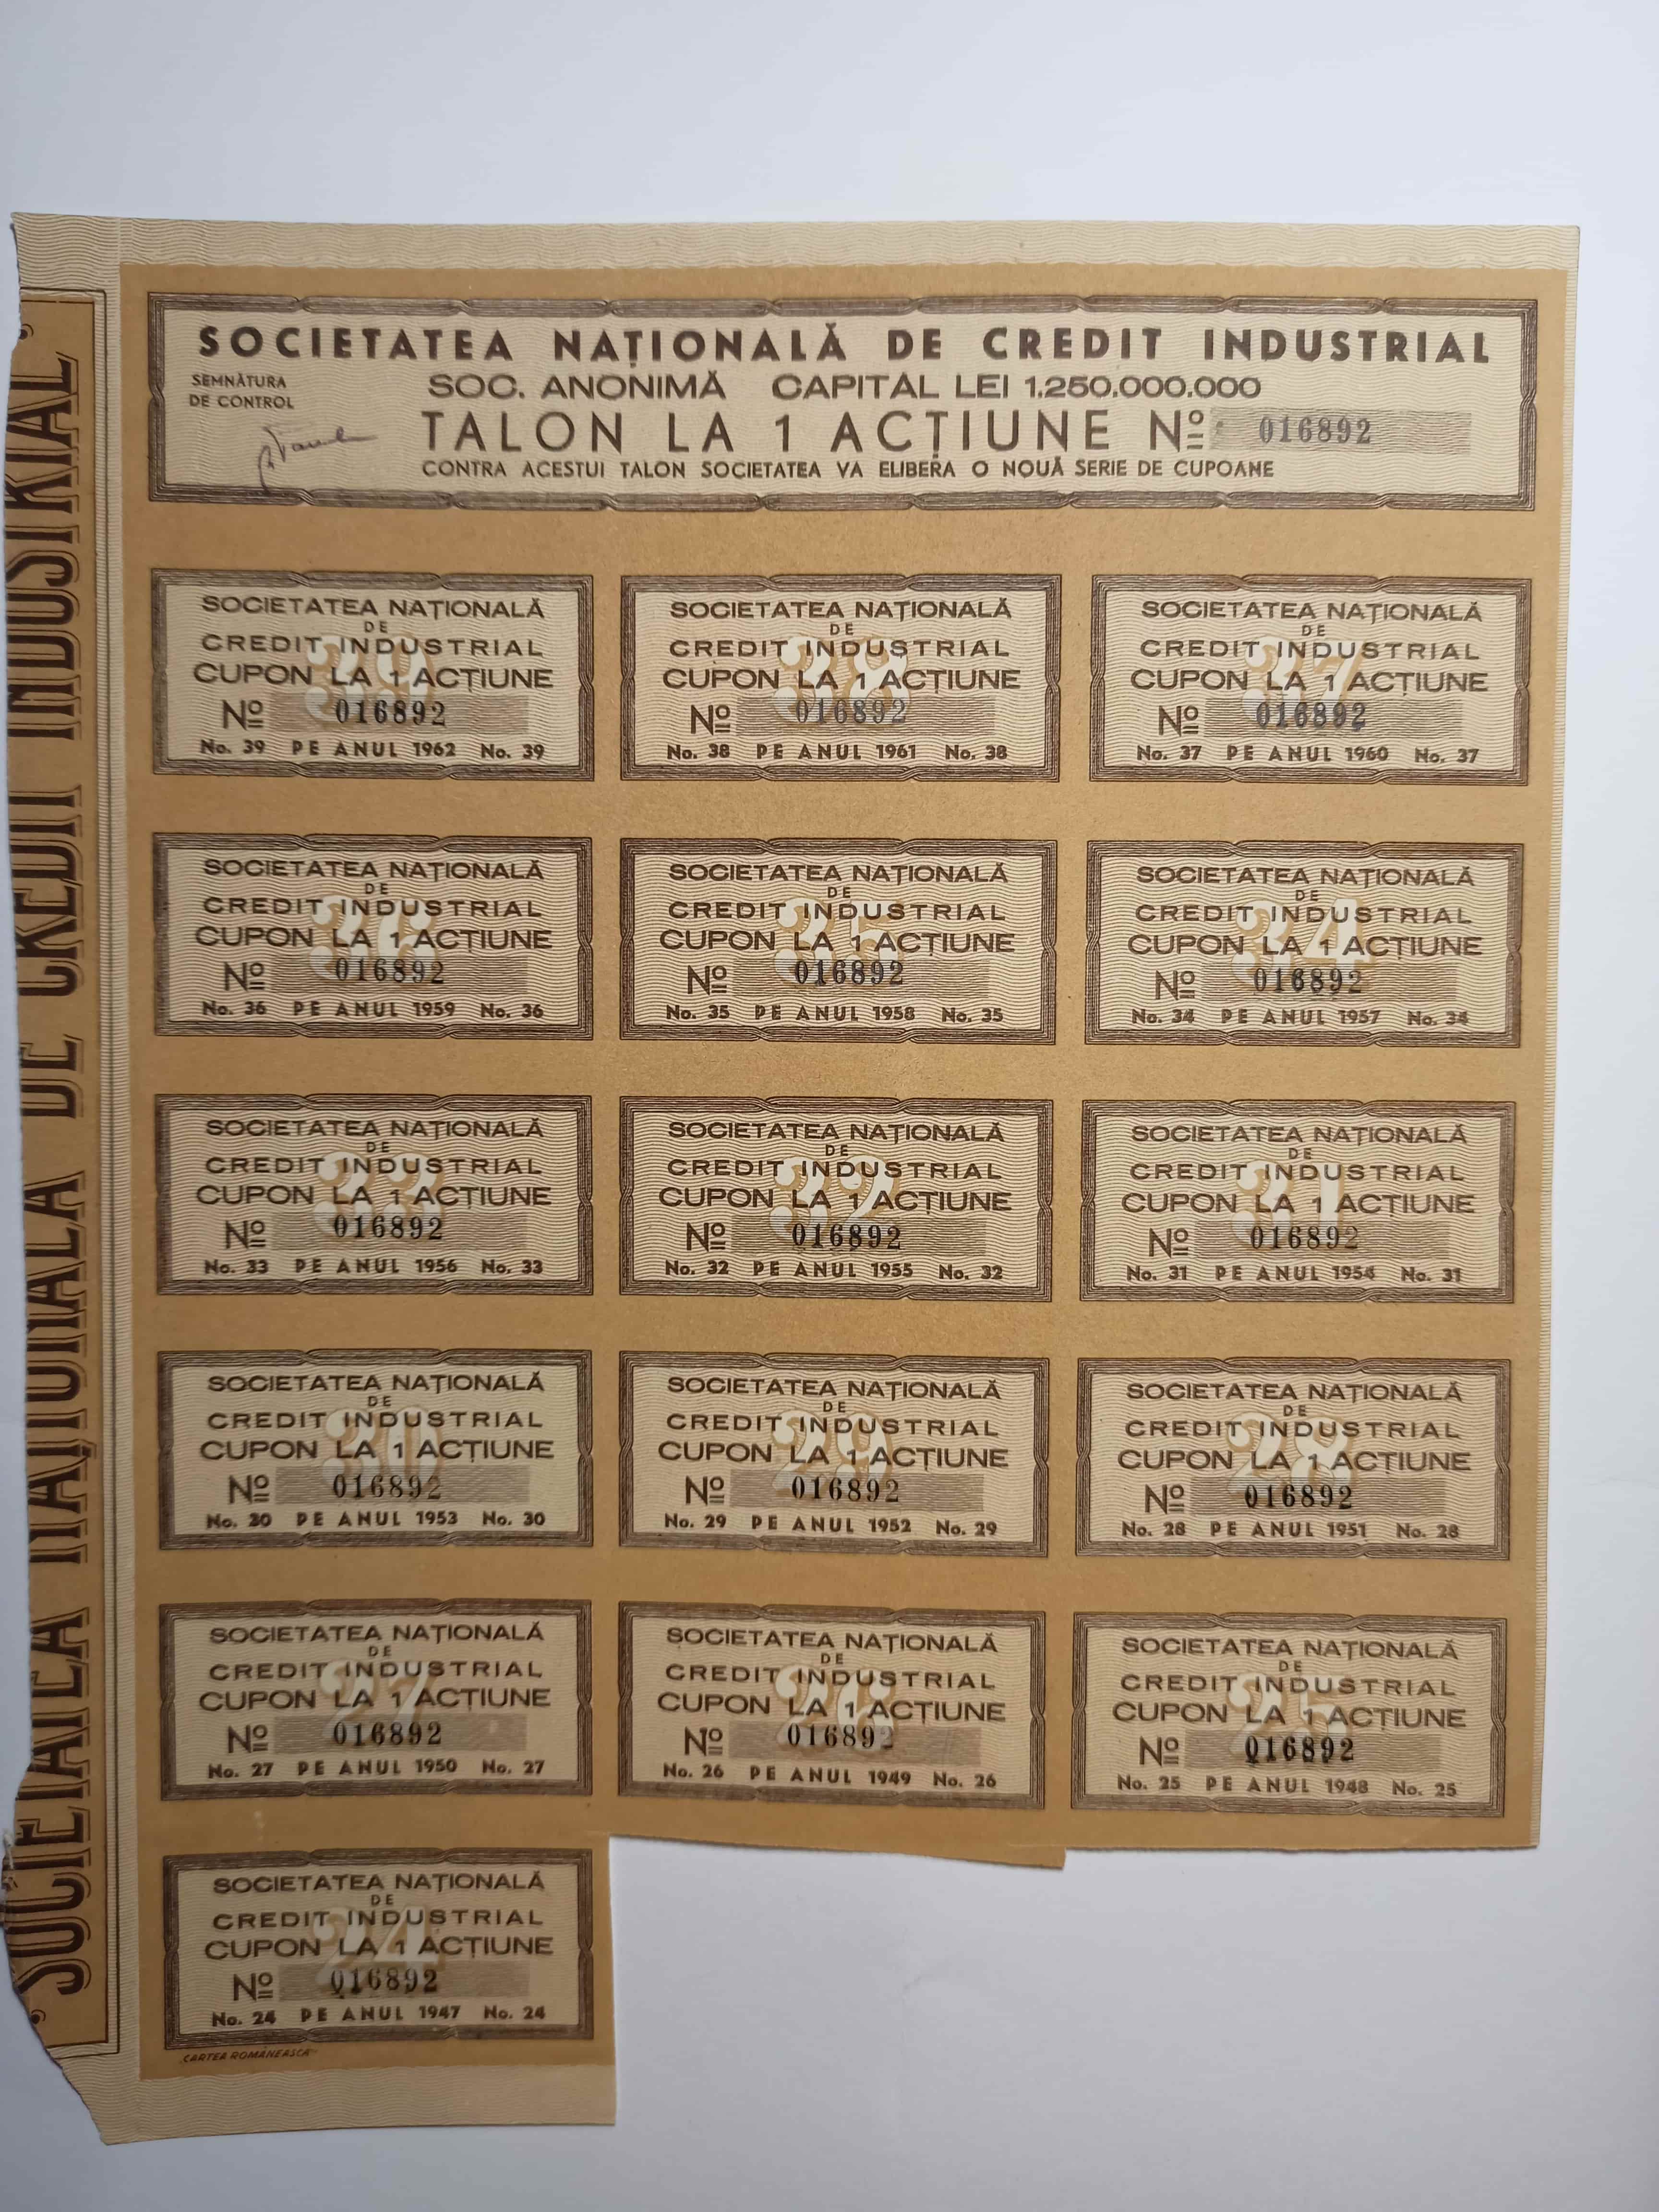 SOCIETATEA NAȚIONALĂ DE CREDIT INDUSTRIAL
SEMNĂTURA
DE CONTROL
SOC. ANONIMĂ CAPITAL LEI 1.250.000.000
TALON LA 1 ACȚIUNE Nº 016892
CONTRA ACESTUI TALON SOCIETATEA VA ELIBERA O NOUĂ SERIE DE CUPOANE
SOCIETATEA NAȚIONALĂ DE CREDIT INDUSTRIAL
SOCIETATEA NAȚIONALĂ
DE
CREDIT INDUSTRIAL
39
CUPON LA 1 ACȚIUNE
Nº 016892
No. 39 PE ANUL 1962 No. 39
SOCIETATEA NAȚIONALĂ
DE
CREDIT INDUSTRIAL
38
CUPON LA 1 ACȚIUNE
Nº 016892
No. 38 PE ANUL 1961 No. 38
SOCIETATEA NAȚIONALĂ
DE
CREDIT INDUSTRIAL
37
CUPON LA 1 ACȚIUNE
Nº 016892
No. 37 PE ANUL 1960 No. 37
SOCIETATEA NAȚIONALĂ
DE
CREDIT INDUSTRIAL
36
CUPON LA 1 ACȚIUNE
Nº 016892
No. 36 PE ANUL 1959 No. 36
SOCIETATEA NAȚIONALĂ
DE
CREDIT INDUSTRIAL
35
CUPON LA 1 ACȚIUNE
Nº 016892
No. 35 PE ANUL 1958 No. 35
SOCIETATEA NAȚIONALĂ
DE
CREDIT INDUSTRIAL
34
CUPON LA 1 ACȚIUNE
Nº 016892
No. 34 PE ANUL 1957 No. 34
SOCIETATEA NAȚIONALĂ
DE
CREDIT INDUSTRIAL
33
CUPON LA 1 ACȚIUNE
Nº 016892
No. 33 PE ANUL 1956 No. 33
SOCIETATEA NAȚIONALĂ
DE
CREDIT INDUSTRIAL
32
CUPON LA 1 ACȚIUNE
Nº 016892
No. 32 PE ANUL 1955 No. 32
SOCIETATEA NAȚIONALĂ
DE
CREDIT INDUSTRIAL
31
CUPON LA 1 ACȚIUNE
Nº 016892
No. 31 PE ANUL 1954 No. 31
SOCIETATEA NAȚIONALĂ
DE
CREDIT INDUSTRIAL
30
CUPON LA 1 ACȚIUNE
Nº 016892
No. 30 PE ANUL 1953 No. 30
SOCIETATEA NAȚIONALĂ
DE
CREDIT INDUSTRIAL
29
CUPON LA 1 ACȚIUNE
Nº 016892
No. 29 PE ANUL 1952 No. 29
SOCIETATEA NAȚIONALĂ
DE
CREDIT INDUSTRIAL
28
CUPON LA 1 ACȚIUNE
Nº 016892
No. 28 PE ANUL 1951 No. 28
SOCIETATEA NAȚIONALĂ
DE
CREDIT INDUSTRIAL
27
CUPON LA 1 ACȚIUNE
Nº 016892
No. 27 PE ANUL 1950 No. 27
SOCIETATEA NAȚIONALĂ
DE
CREDIT INDUSTRIAL
26
CUPON LA 1 ACȚIUNE
Nº 016892
No. 26 PE ANUL 1949 No. 26
SOCIETATEA NAȚIONALĂ
DE
CREDIT INDUSTRIAL
25
CUPON LA 1 ACȚIUNE
Nº 016892
No. 25 PE ANUL 1948 No. 25
SOCIETATEA NAȚIONALĂ
DE
CREDIT INDUSTRIAL
24
CUPON LA 1 ACȚIUNE
Nº 016892
No. 24 PE ANUL 1947 No. 24
„CARTEA ROMÂNEASCĂ"